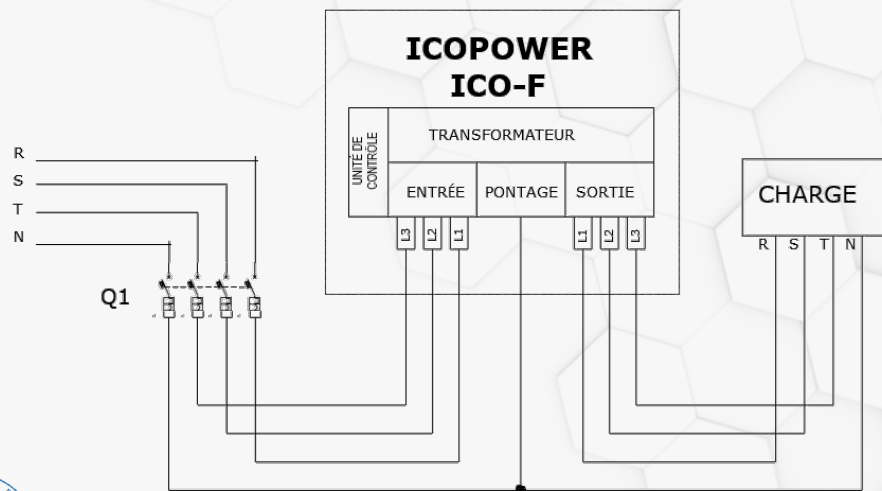 ICOPOWER
ICO-F
UNITÉ DE
CONTRÔLE
TRANSFORMATEUR
ENTRÉE
PONTAGE
SORTIE
L3
L2
L1
L1
L2
L3
R
S
T
N
Q1
CHARGE
R
S
T
N